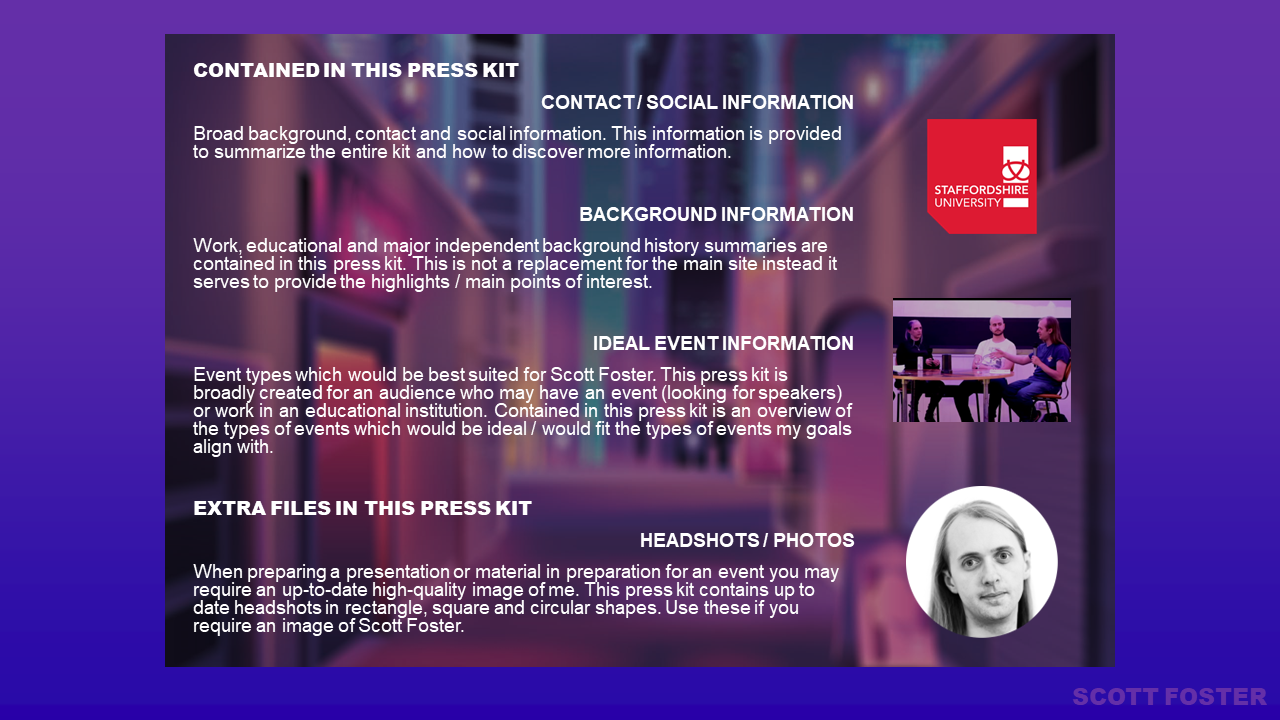 CONTAINED IN THIS PRESS KIT
CONTACT / SOCIAL INFORMATION
Broad background, contact and social information. This information is provided
to summarize the entire kit and how to discover more information.
STAFFORDSHIRE
UNIVERSITY
BACKGROUND INFORMATION
Work, educational and major independent background history summaries are
contained in this press kit. This is not a replacement for the main site instead it
serves to provide the highlights / main points of interest.
IDEAL EVENT INFORMATION
Event types which would be best suited for Scott Foster. This press kit is
broadly created for an audience who may have an event (looking for speakers)
or work in an educational institution. Contained in this press kit is an overview of
the types of events which would be ideal / would fit the types of events my goals
align with.
EXTRA FILES IN THIS PRESS KIT
HEADSHOTS / PHOTOS
When preparing a presentation or material in preparation for an event you may
require an up-to-date high-quality image of me. This press kit contains up to
date headshots in rectangle, square and circular shapes. Use these if you
require an image of Scott Foster.
SCOTT FOSTER